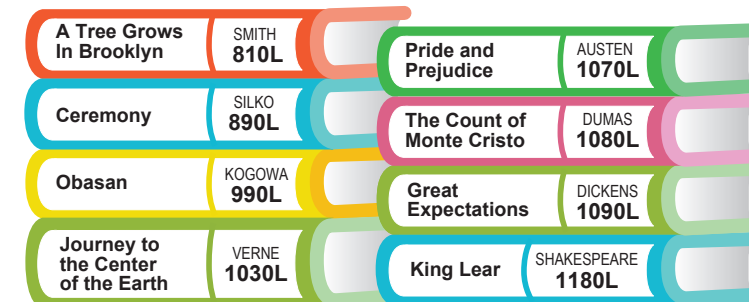 A Tree Grows
In Brooklyn
SMITH
810L
Ceremony
SILKO
890L
Obasan
KOGOWA
990L
Journey to
the Center
of the Earth
VERNE
1030L
Pride and
Prejudice
AUSTEN
1070L
The Count of
Monte Cristo
DUMAS
1080L
Great
Expectations
DICKENS
1090L
King Lear
SHAKESPEARE
1180L